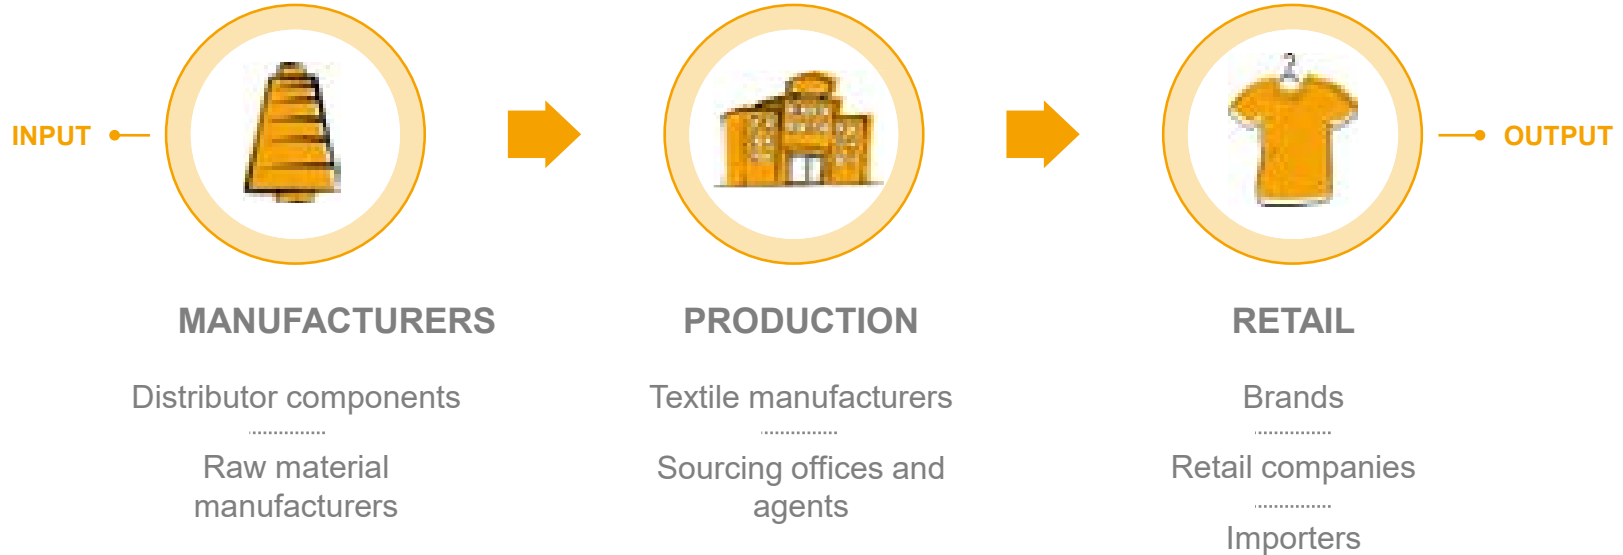 INPUT
OUTPUT
MANUFACTURERS
Distributor components
Raw material
manufacturers
PRODUCTION
Textile manufacturers
Sourcing offices and
agents
RETAIL
Brands
Retail companies
Importers